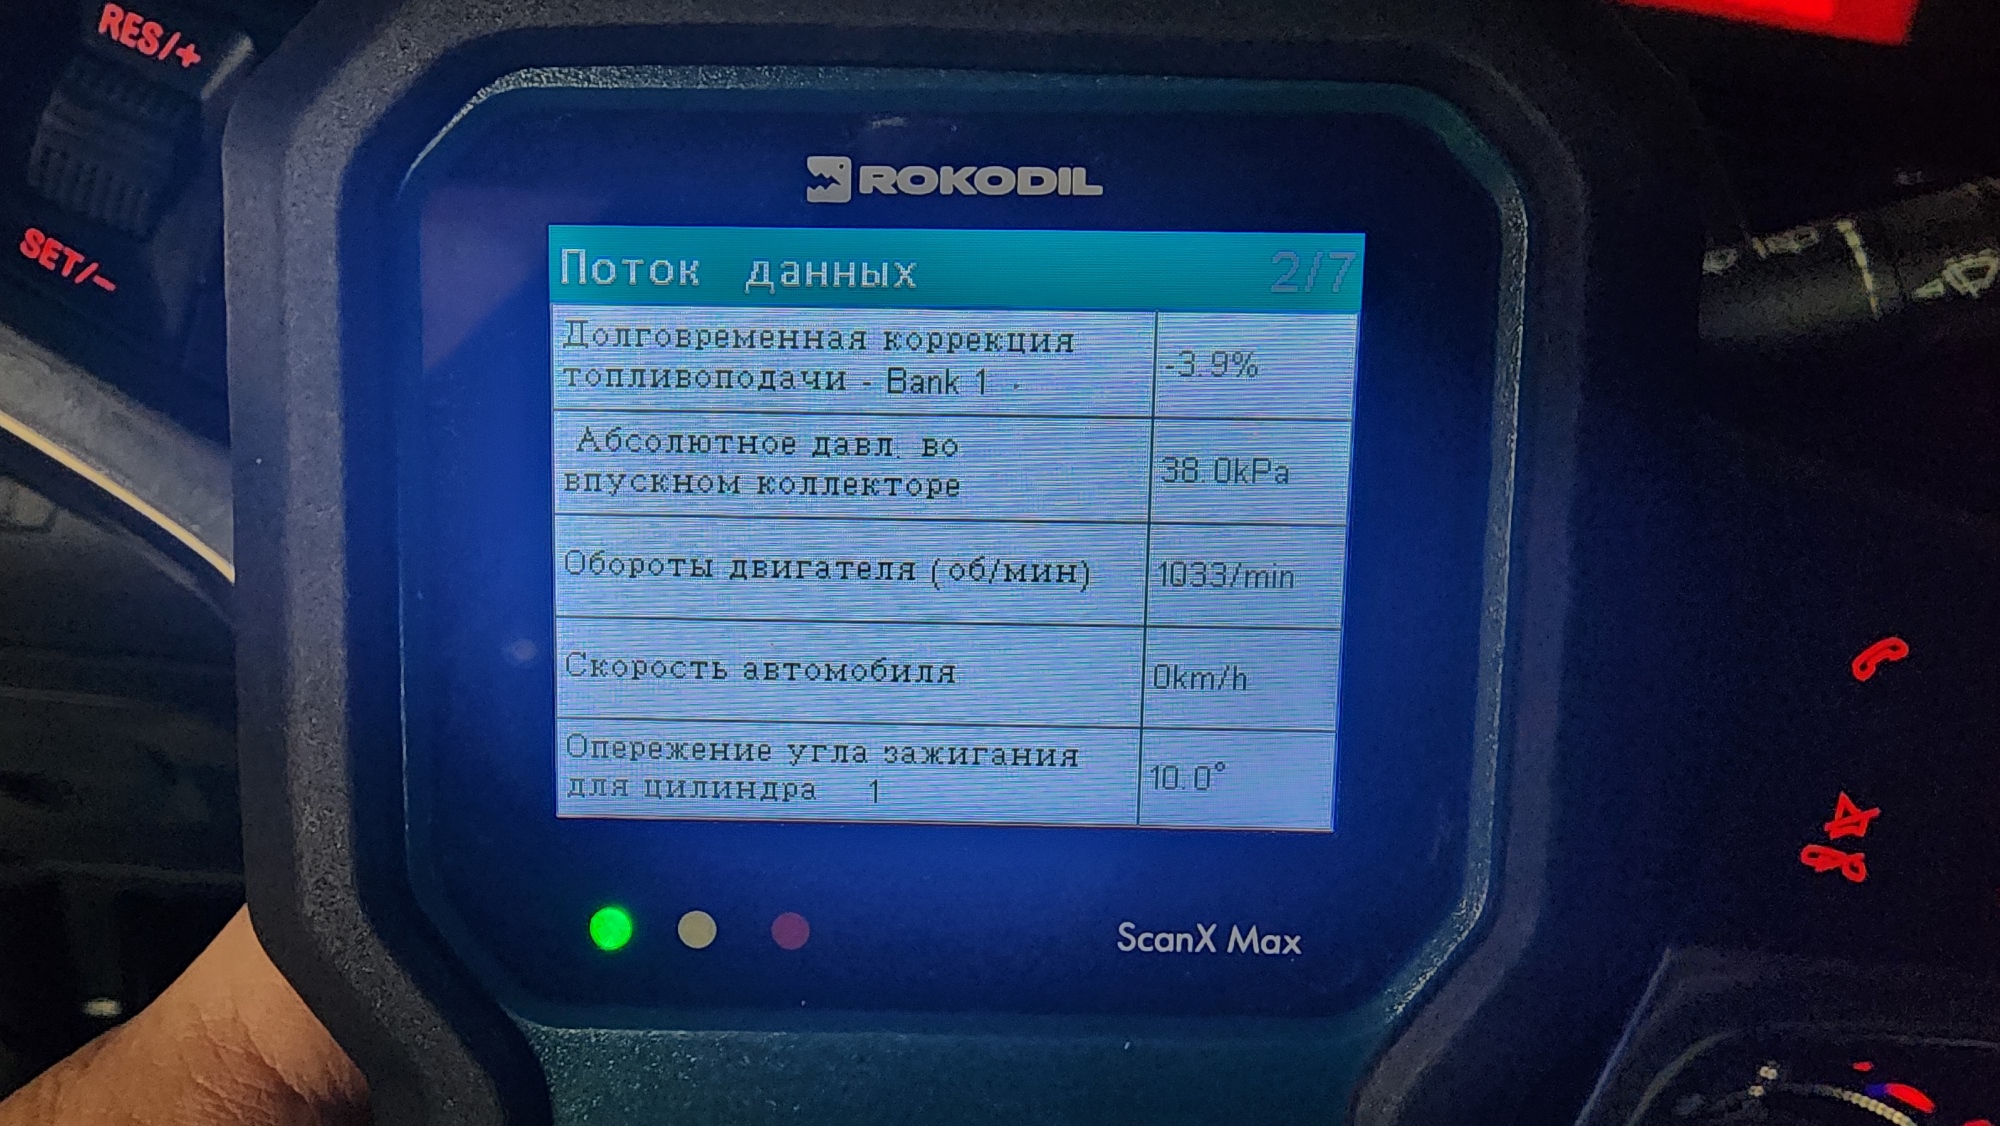 RES/+
SET/-
ROKODIL
Поток данных 2/7
Долговременная коррекция
топливоподачи - Bank 1
-3.9%
Абсолютное давл. во
впускном коллекторе
38.0kPa
Обороты двигателя (об/мин)
1033/min
Скорость автомобиля
0km/h
Опережение угла зажигания
для цилиндра 1
10.0°
ScanX Max